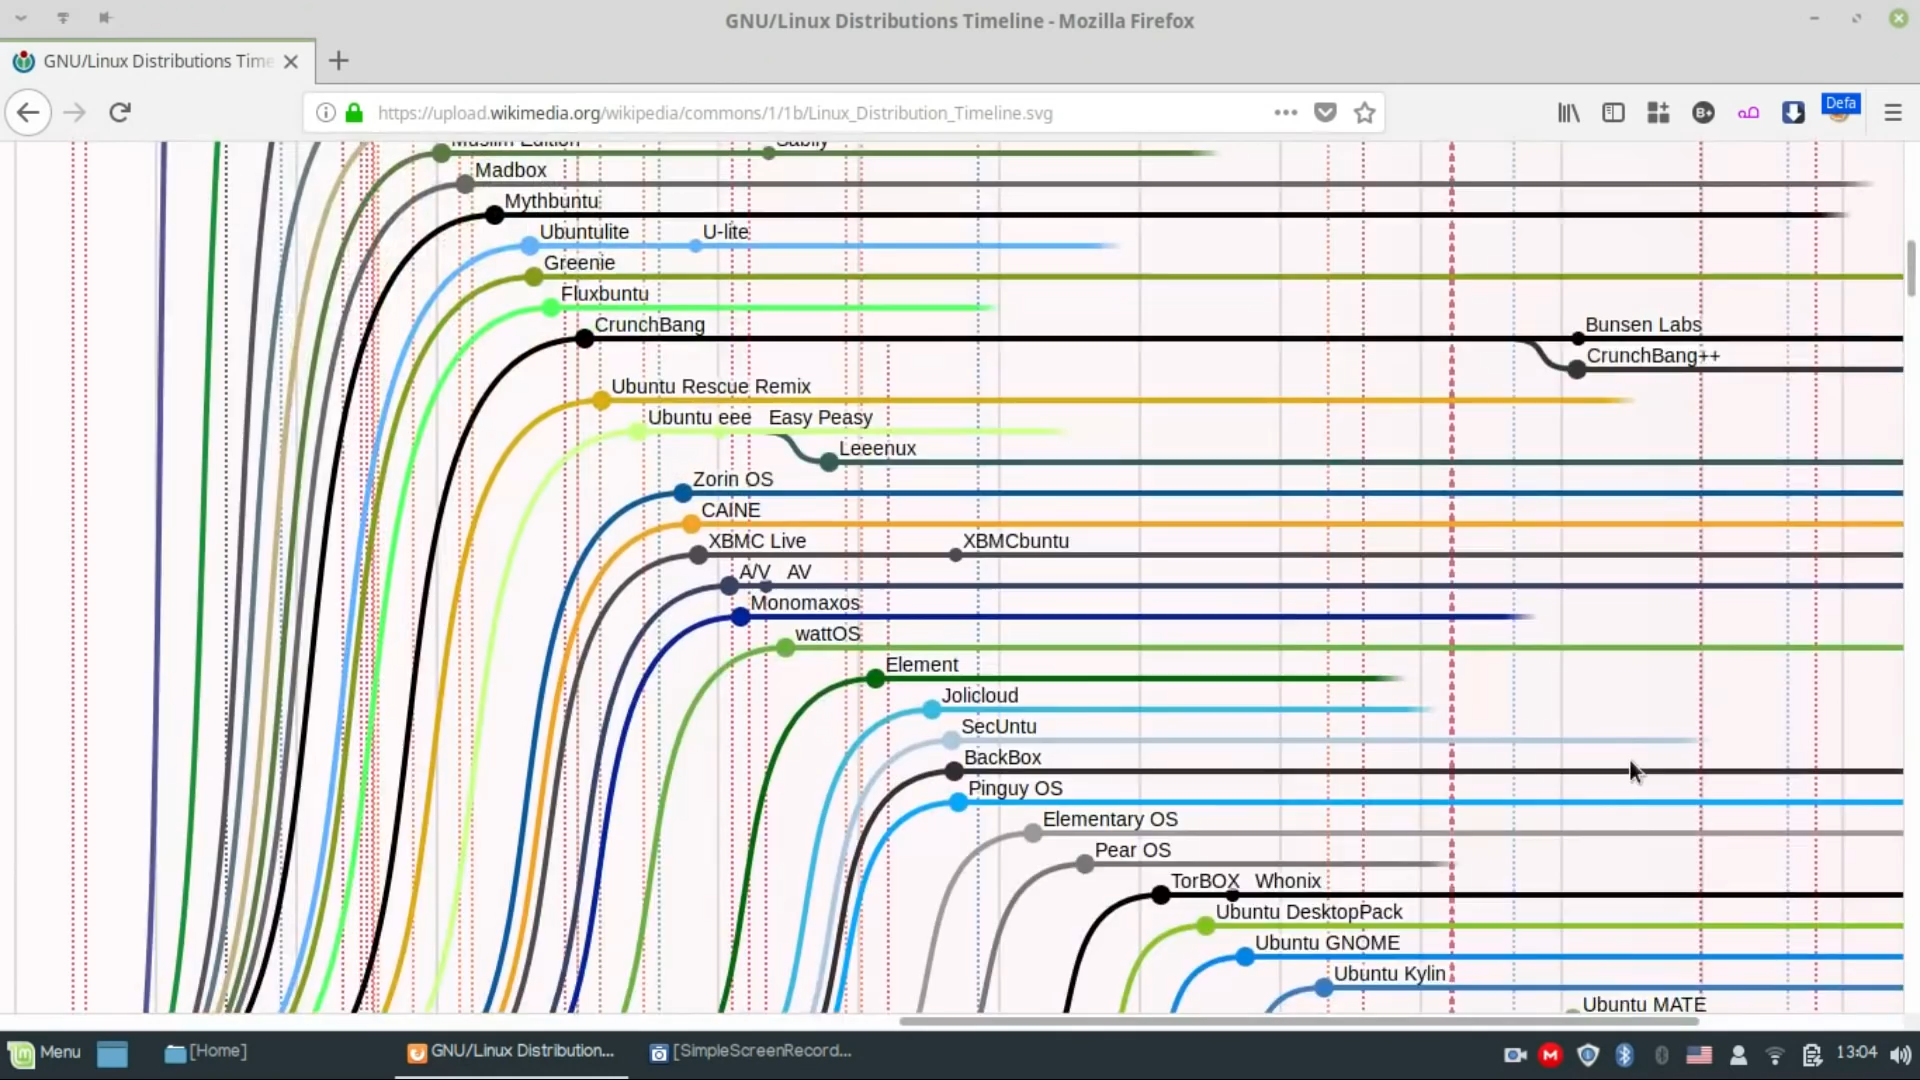 GNU/Linux Distributions Timeline - Mozilla Firefox
GNU/Linux Distributions Time
https://upload.wikimedia.org/wikipedia/commons/1/1b/Linux_Distribution_Timeline.svg
Defa
B+
Muslim Edition Sabily
Madbox
Mythbuntu
Ubuntulite U-lite
Greenie
Fluxbuntu
CrunchBang Bunsen Labs
CrunchBang++
Ubuntu Rescue Remix
Ubuntu eee Easy Peasy
Leeenux
Zorin OS
CAINE
XBMC Live XBMCbuntu
A/V AV
Monomaxos
wattOS
Element
Jolicloud
SecUntu
BackBox
Pinguy OS
Elementary OS
Pear OS
TorBOX Whonix
Ubuntu DesktopPack
Ubuntu GNOME
Ubuntu Kylin
Ubuntu MATE
Menu [Home] GNU/Linux Distribution... [SimpleScreenRecord... M 13:04